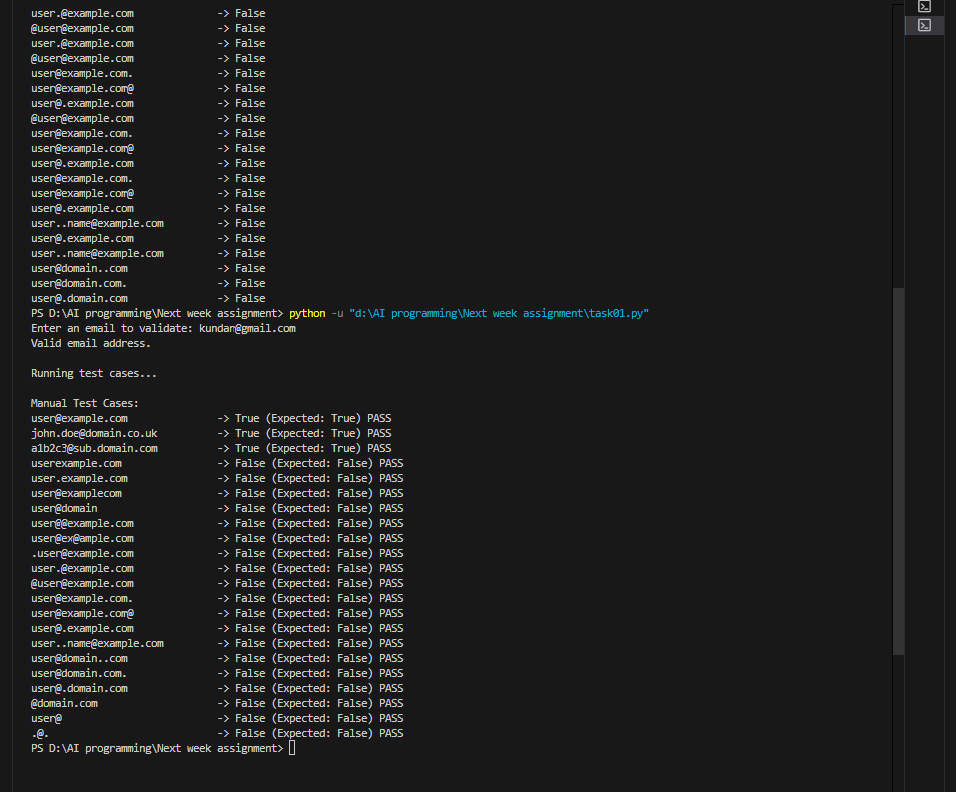 user.@example.com -> False
@user@example.com -> False
user.@example.com -> False
@user@example.com -> False
user@example.com. -> False
user@example.com@ -> False
user@.example.com -> False
@user@example.com -> False
user@example.com. -> False
user@example.com@ -> False
user@.example.com -> False
user@example.com. -> False
user@example.com@ -> False
user@.example.com -> False
user..name@example.com -> False
user@.example.com -> False
user..name@example.com -> False
user@domain..com -> False
user@domain.com. -> False
user@.domain.com -> False
PS D:\AI programming\Next week assignment> python -u "d:\AI programming\Next week assignment\task01.py"
Enter an email to validate: kundan@gmail.com
Valid email address.
Running test cases...
Manual Test Cases:
user@example.com -> True (Expected: True) PASS
john.doe@domain.co.uk -> True (Expected: True) PASS
a1b2c3@sub.domain.com -> True (Expected: True) PASS
userexample.com -> False (Expected: False) PASS
user.example.com -> False (Expected: False) PASS
user@examplecom -> False (Expected: False) PASS
user@domain -> False (Expected: False) PASS
user@@example.com -> False (Expected: False) PASS
user@ex@ample.com -> False (Expected: False) PASS
.user@example.com -> False (Expected: False) PASS
user.@example.com -> False (Expected: False) PASS
@user@example.com -> False (Expected: False) PASS
user@example.com. -> False (Expected: False) PASS
user@example.com@ -> False (Expected: False) PASS
user@.example.com -> False (Expected: False) PASS
user..name@example.com -> False (Expected: False) PASS
user@domain..com -> False (Expected: False) PASS
user@domain.com. -> False (Expected: False) PASS
user@.domain.com -> False (Expected: False) PASS
@domain.com -> False (Expected: False) PASS
user@ -> False (Expected: False) PASS
.@. -> False (Expected: False) PASS
PS D:\AI programming\Next week assignment>